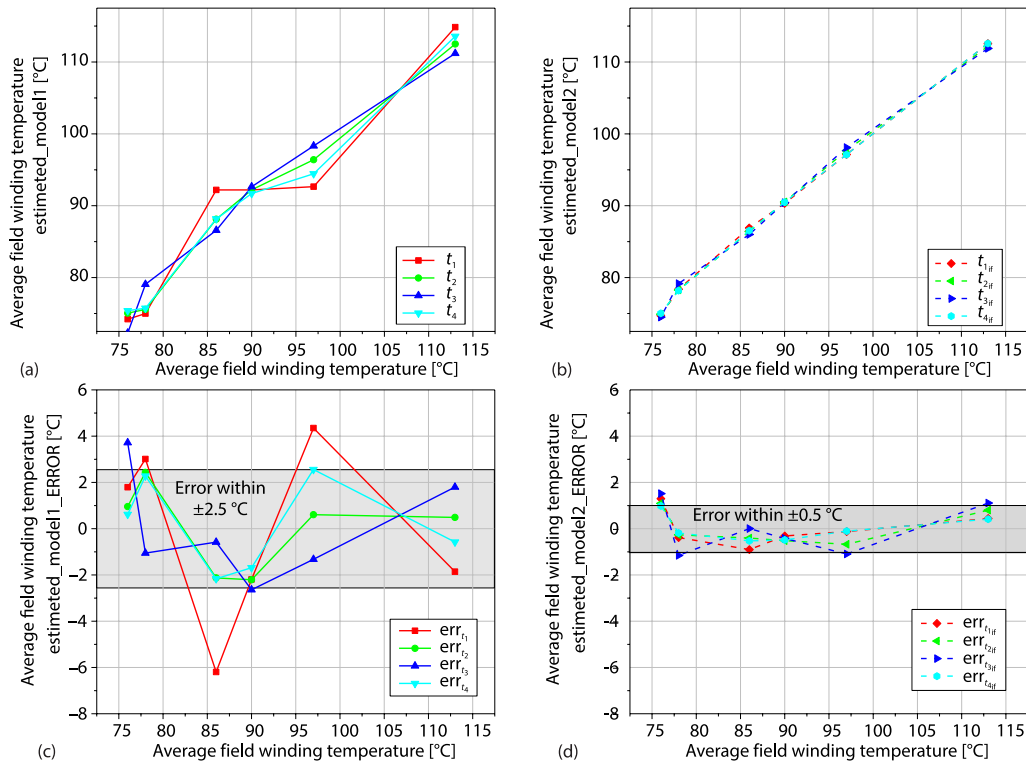 Average field winding temperature
estimeted_model1 [°C]
110
100
90
80
75 80 85 90 95 100 105 110 115
Average field winding temperature [°C]
t1
t2
t3
t4
(a)
Average field winding temperature
estimeted_model2 [°C]
110
100
90
80
75 80 85 90 95 100 105 110 115
Average field winding temperature [°C]
t1if
t2if
t3if
t4if
(b)
Average field winding temperature
estimeted_model1_ERROR [°C]
6
4
2
0
–2
–4
–6
–8
Error within
±2.5 °C
errt1
errt2
errt3
errt4
75 80 85 90 95 100 105 110 115
Average field winding temperature [°C]
(c)
Average field winding temperature
estimeted_model2_ERROR [°C]
6
4
2
0
–2
–4
–6
–8
Error within ±0.5 °C
errt1if
errt2if
errt3if
errt4if
75 80 85 90 95 100 105 110 115
Average field winding temperature [°C]
(d)